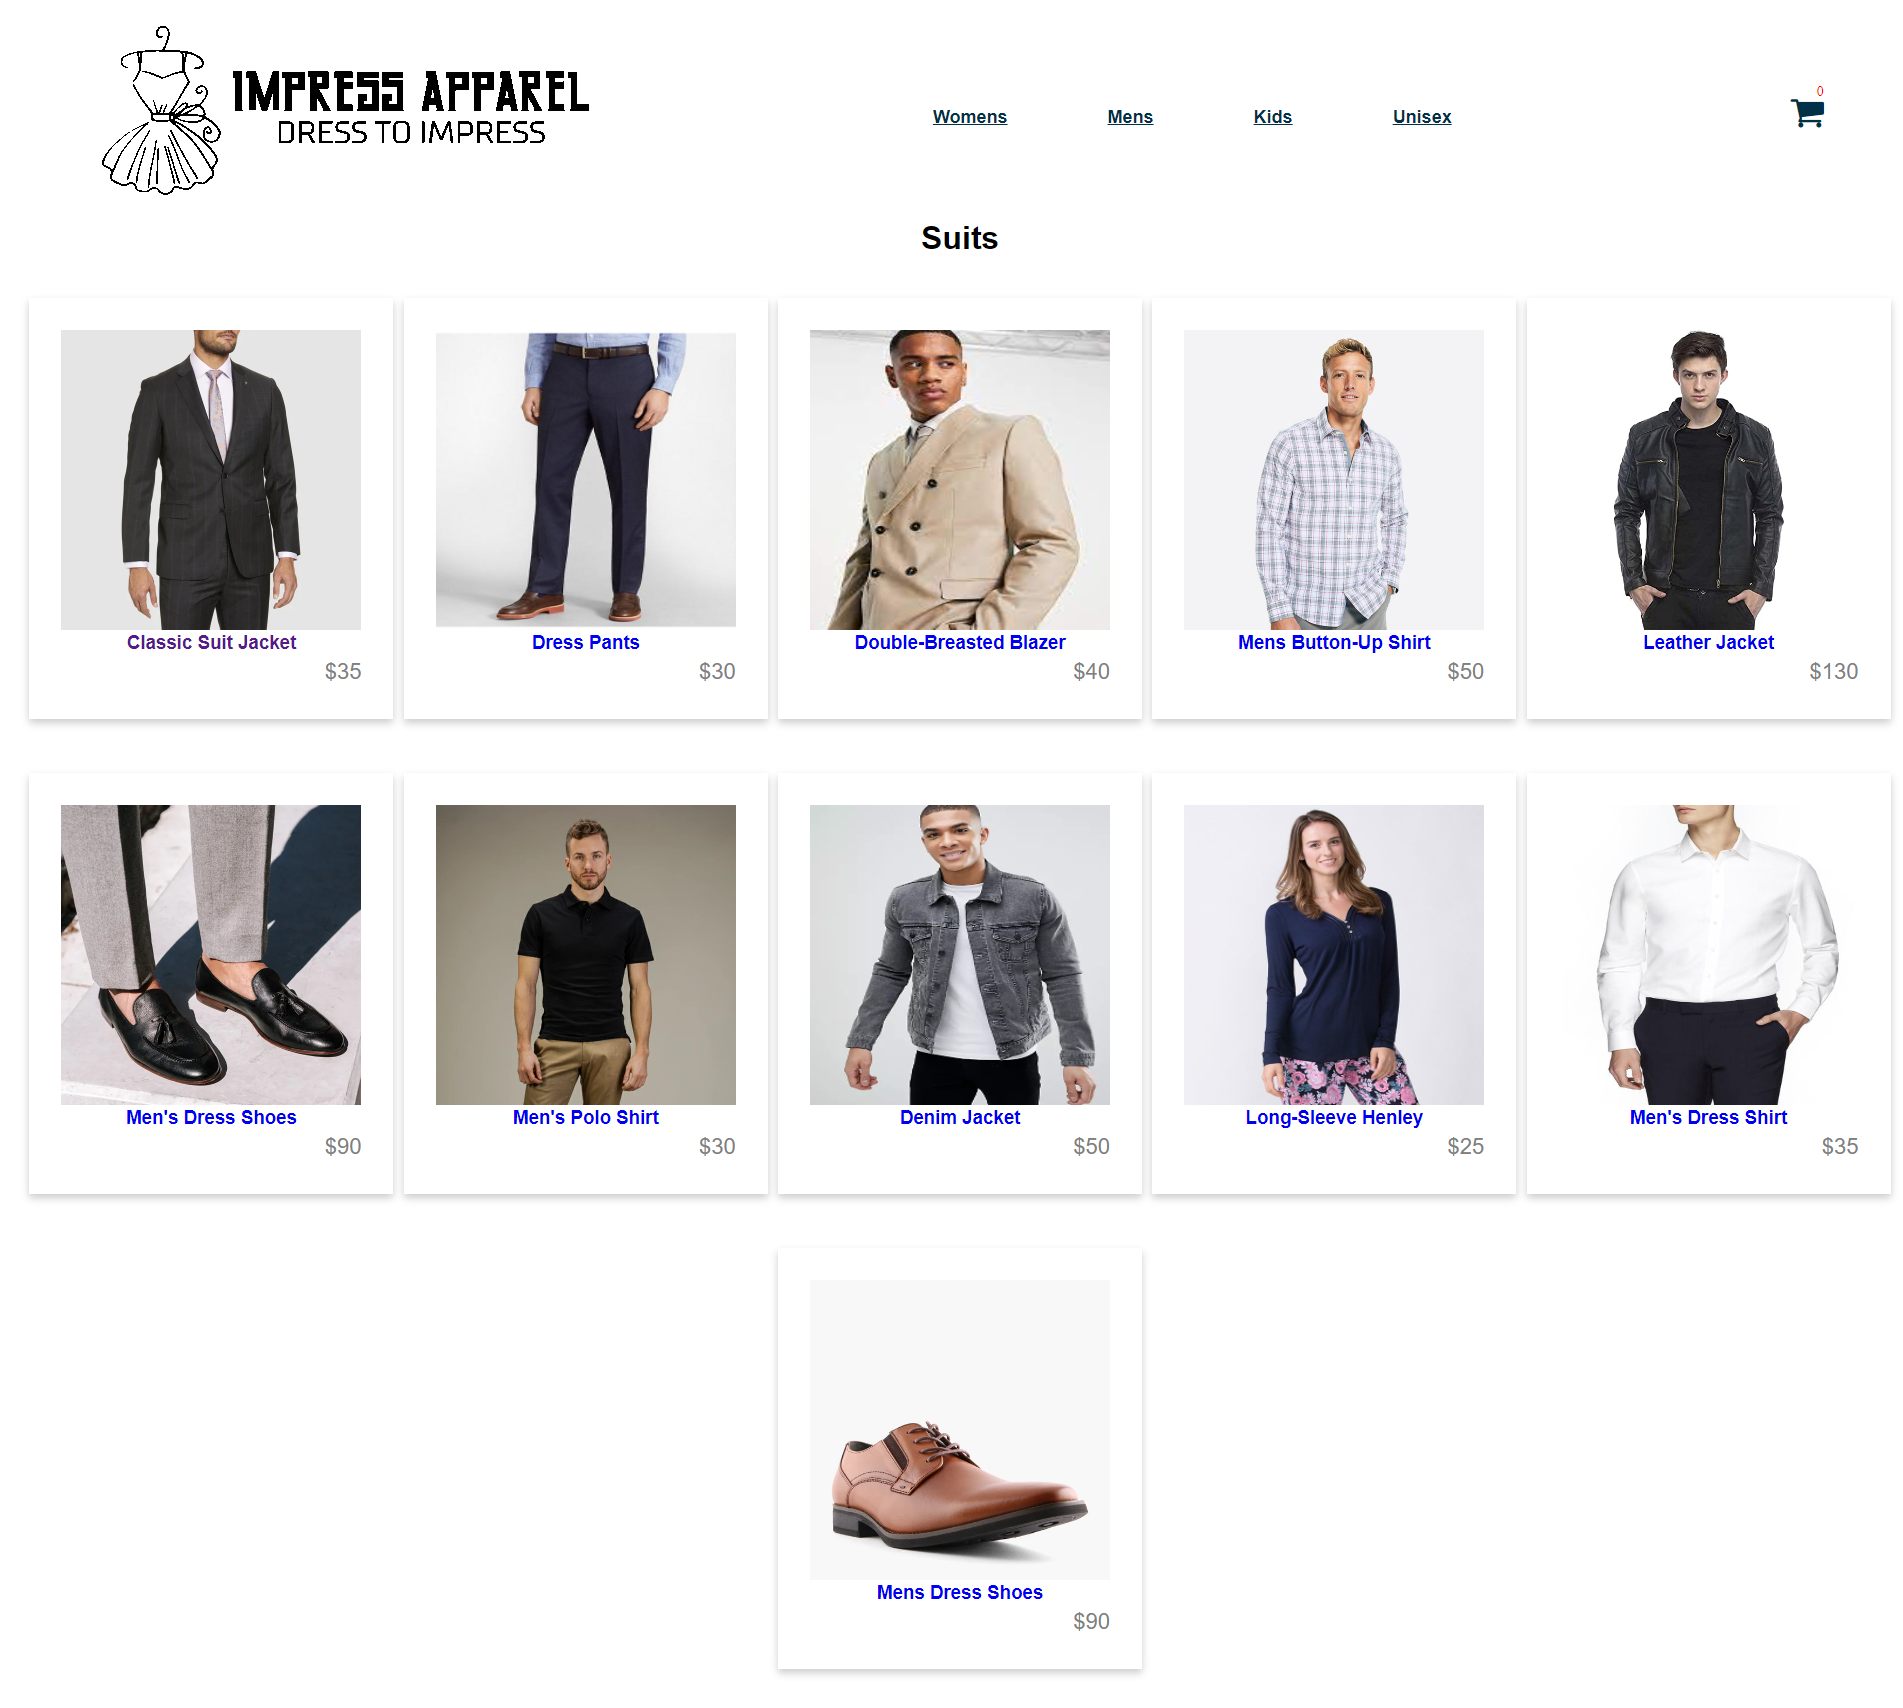 IMPRESS APPAREL
DRESS TO IMPRESS
Womens Mens Kids Unisex
0
Suits
Classic Suit Jacket
$35
Dress Pants
$30
Double-Breasted Blazer
$40
Mens Button-Up Shirt
$50
Leather Jacket
$130
Men's Dress Shoes
$90
Men's Polo Shirt
$30
Denim Jacket
$50
Long-Sleeve Henley
$25
Men's Dress Shirt
$35
Mens Dress Shoes
$90